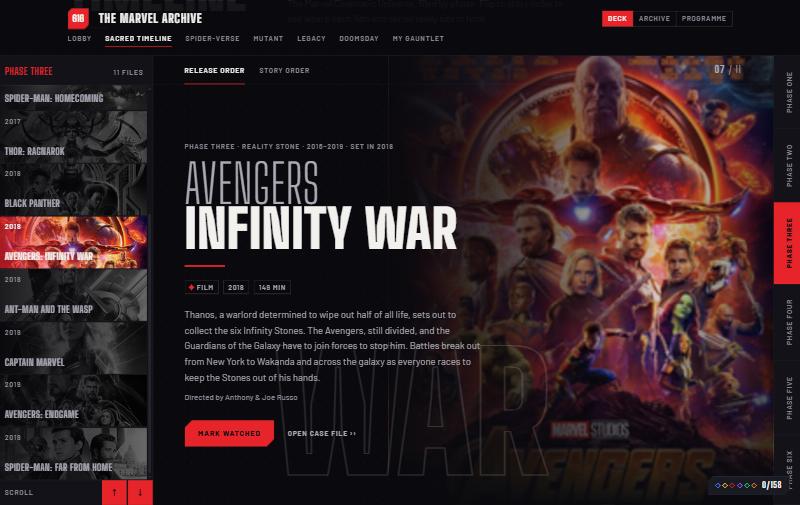 616 THE MARVEL ARCHIVE
DECK ARCHIVE PROGRAMME
LOBBY SACRED TIMELINE SPIDER-VERSE MUTANT LEGACY DOOMSDAY MY GAUNTLET
PHASE THREE 11 FILES
RELEASE ORDER STORY ORDER
07 / 11
SPIDER-MAN: HOMECOMING
2017
THOR: RAGNAROK
2018
BLACK PANTHER
2018
AVENGERS: INFINITY WAR
2018
ANT-MAN AND THE WASP
2018
CAPTAIN MARVEL
2019
AVENGERS: ENDGAME
2019
SPIDER-MAN: FAR FROM HOME
SCROLL ↑ ↓
PHASE THREE · REALITY STONE · 2016–2019 · SET IN 2018
AVENGERS
INFINITY WAR
FILM 2018 149 MIN
Thanos, a warlord determined to wipe out half of all life, sets out to
collect the six Infinity Stones. The Avengers, still divided, and the
Guardians of the Galaxy have to join forces to stop him. Battles break out
from New York to Wakanda and across the galaxy as everyone races to
keep the Stones out of his hands.
Directed by Anthony & Joe Russo
MARK WATCHED OPEN CASE FILE ››
WAR
MARVEL STUDIOS
PHASE ONE
PHASE TWO
PHASE THREE
PHASE FOUR
PHASE FIVE
SIX
0/158